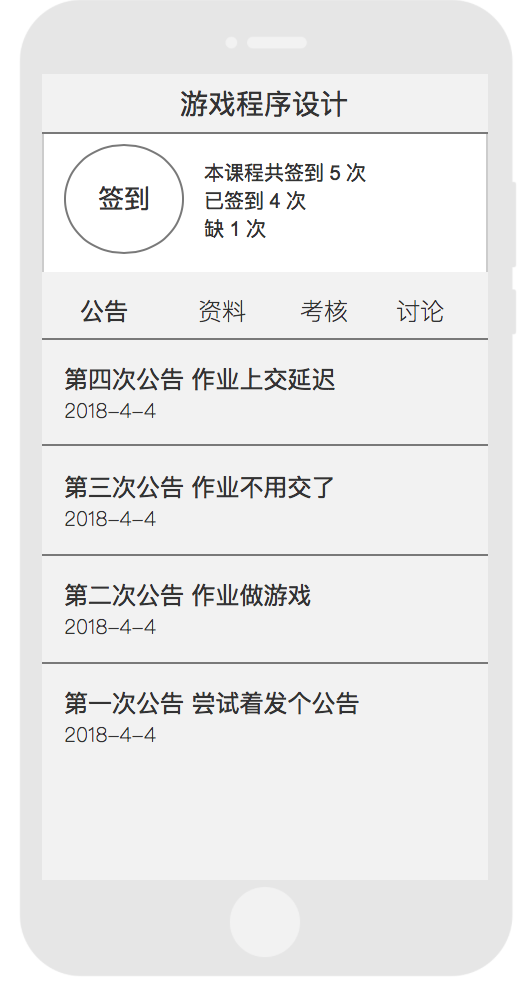 游戏程序设计
签到
本课程共签到 5 次
已签到 4 次
缺 1 次
公告 资料 考核 讨论
第四次公告 作业上交延迟
2018-4-4
第三次公告 作业不用交了
2018-4-4
第二次公告 作业做游戏
2018-4-4
第一次公告 尝试着发个公告
2018-4-4